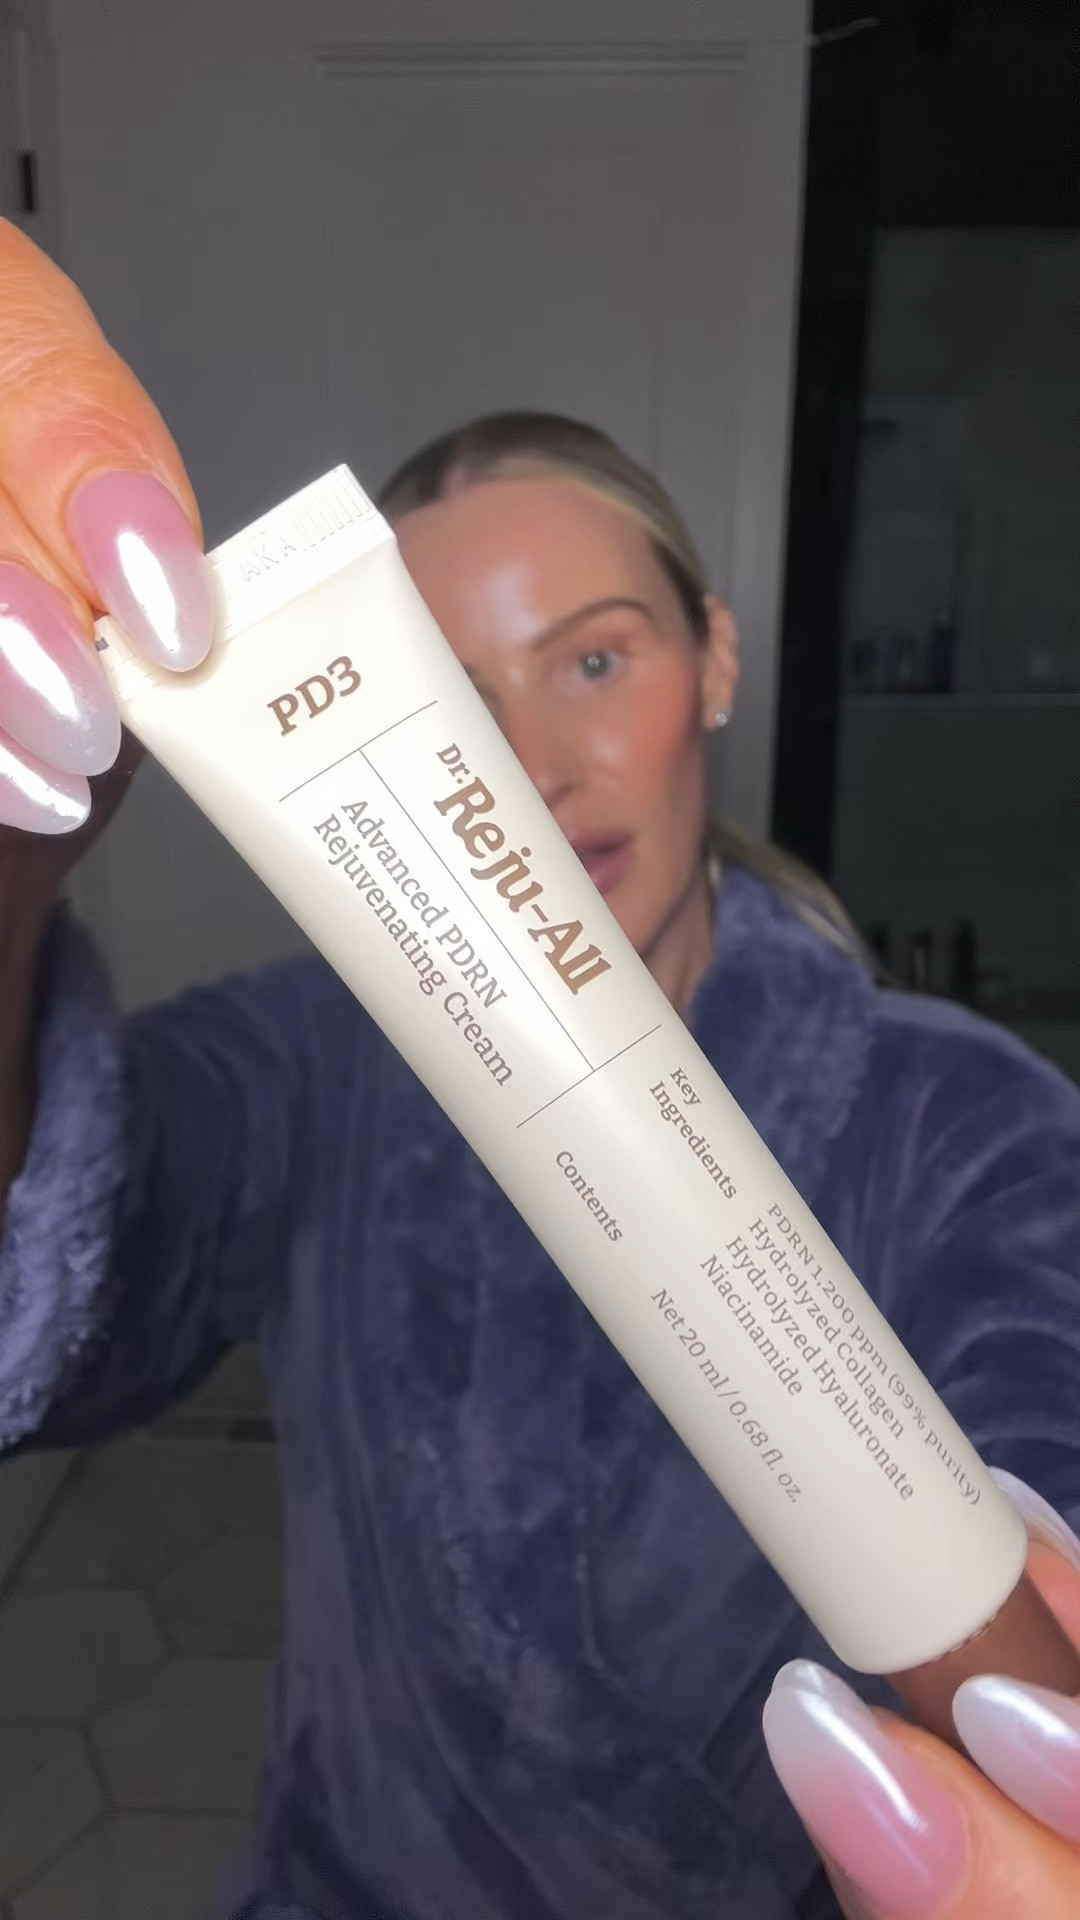 AKA
PD3
Dr.Reju-All
Advanced PDRN
Rejuvenating Cream
Key
Ingredients
PDRN 1,200 ppm (99% purity)
Hydrolyzed Collagen
Hydrolyzed Hyaluronate
Niacinamide
Contents
Net 20 ml / 0.68 fl. oz.